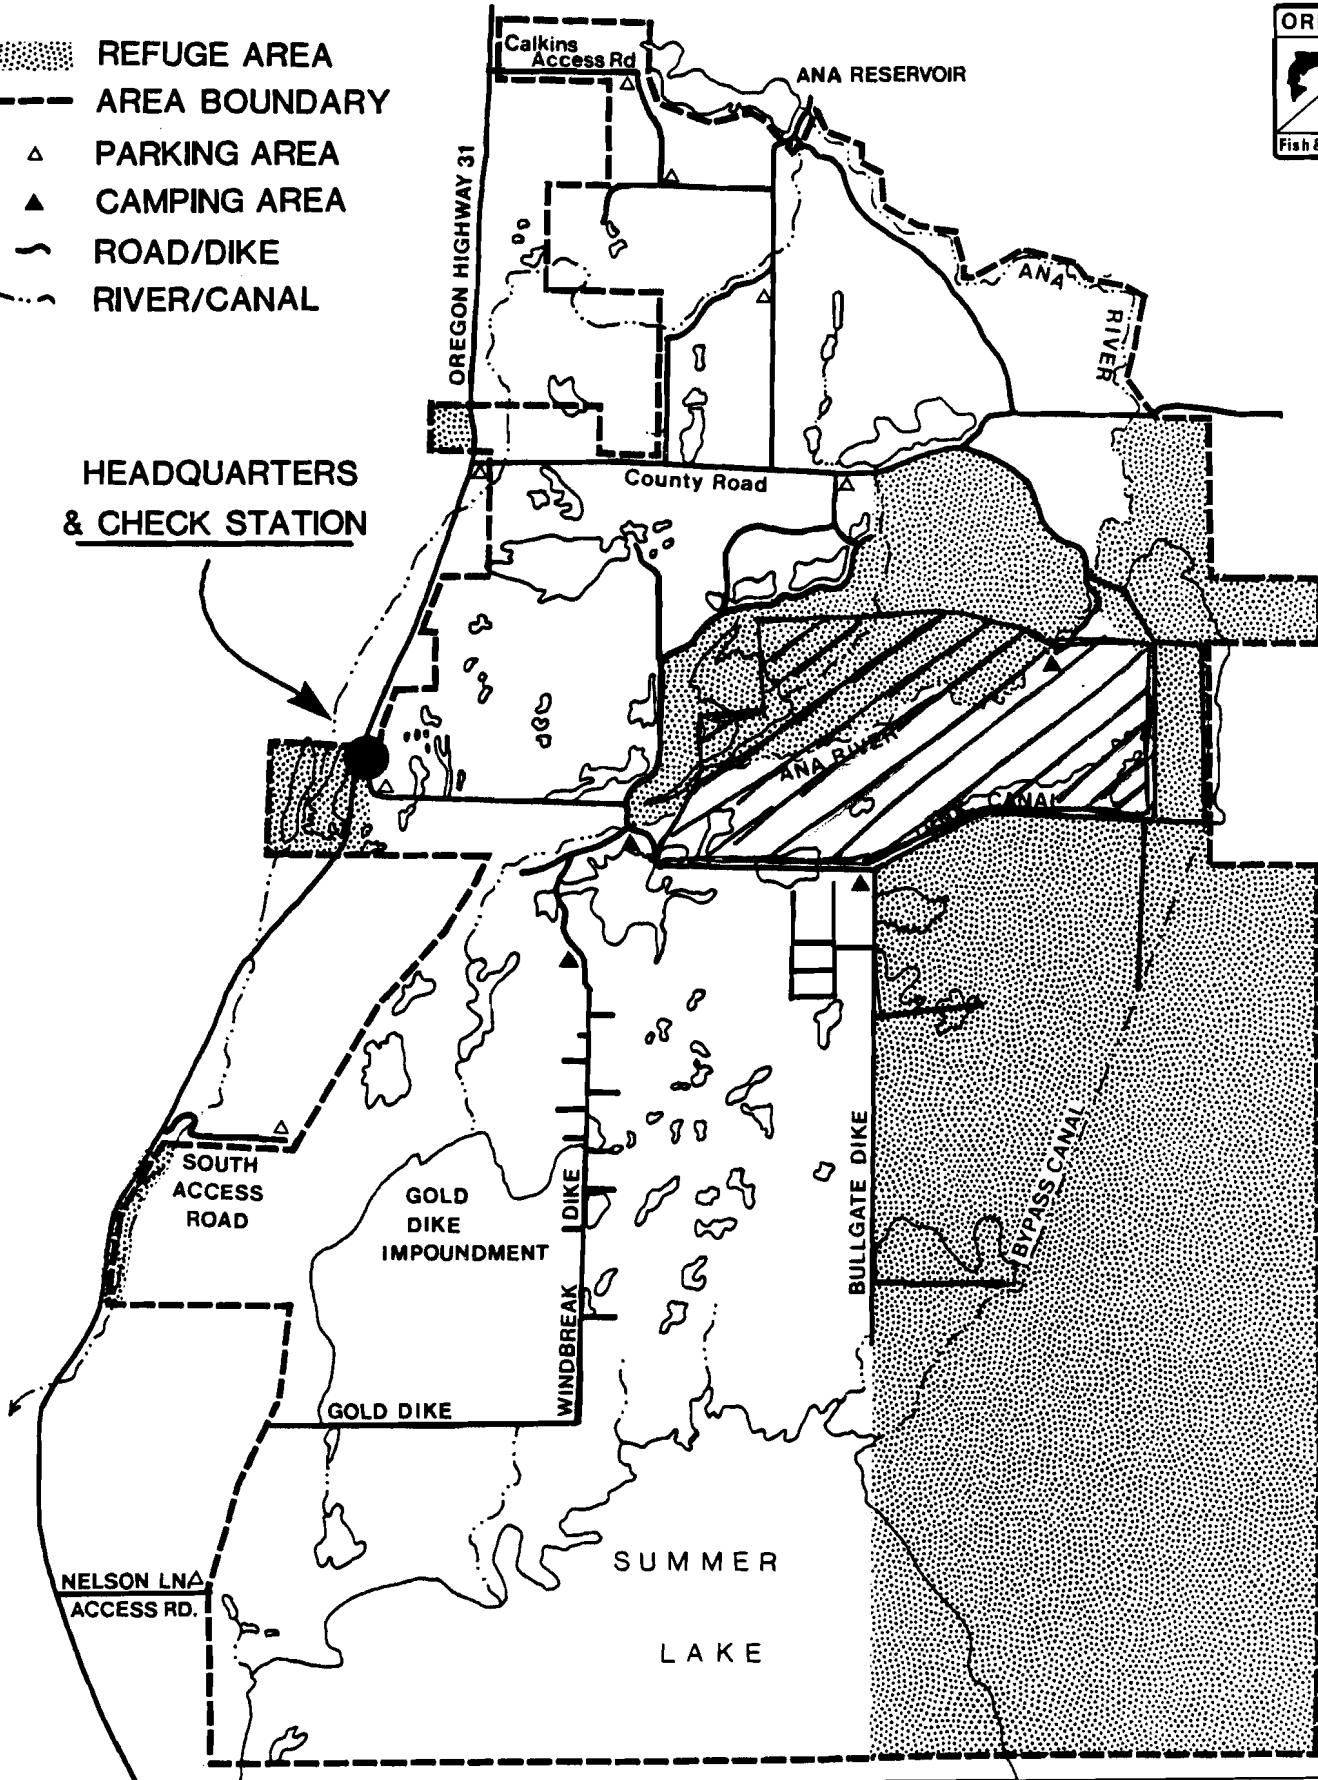 REFUGE AREA
AREA BOUNDARY
PARKING AREA
CAMPING AREA
ROAD/DIKE
RIVER/CANAL
Calkins
Access Rd
ANA RESERVOIR
Fish &
OREGON HIGHWAY 31
ANA
RIVER
HEADQUARTERS
& CHECK STATION
County Road
ANA RIVER
CANAL
SOUTH
ACCESS
ROAD
GOLD
DIKE
IMPOUNDMENT
WINDBREAK DIKE
BULLGATE DIKE
BYPASS CANAL
GOLD DIKE
NELSON LN
ACCESS RD.
SUMMER
LAKE